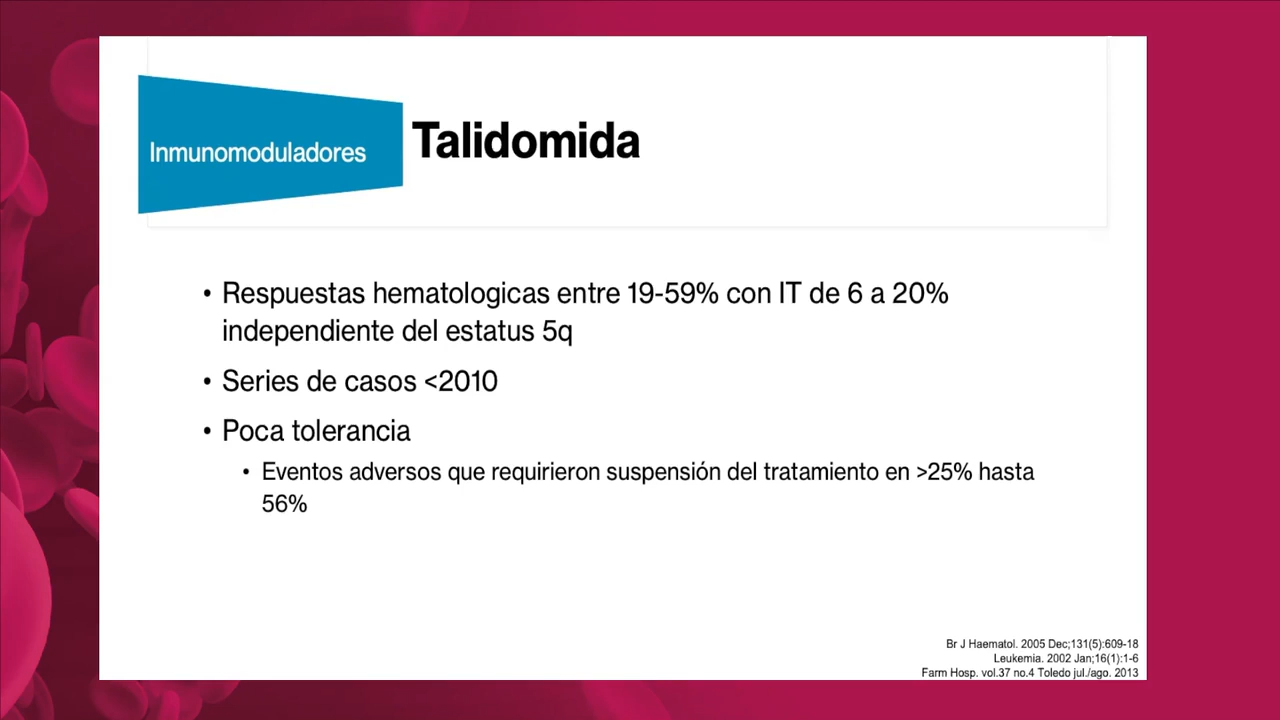 Inmunomoduladores
Talidomida
• Respuestas hematologicas entre 19-59% con IT de 6 a 20%
independiente del estatus 5q
• Series de casos <2010
• Poca tolerancia
• Eventos adversos que requirieron suspensión del tratamiento en >25% hasta
56%
Br J Haematol. 2005 Dec;131(5):609-18
Leukemia. 2002 Jan;16(1):1-6
Farm Hosp. vol.37 no.4 Toledo jul./ago. 2013